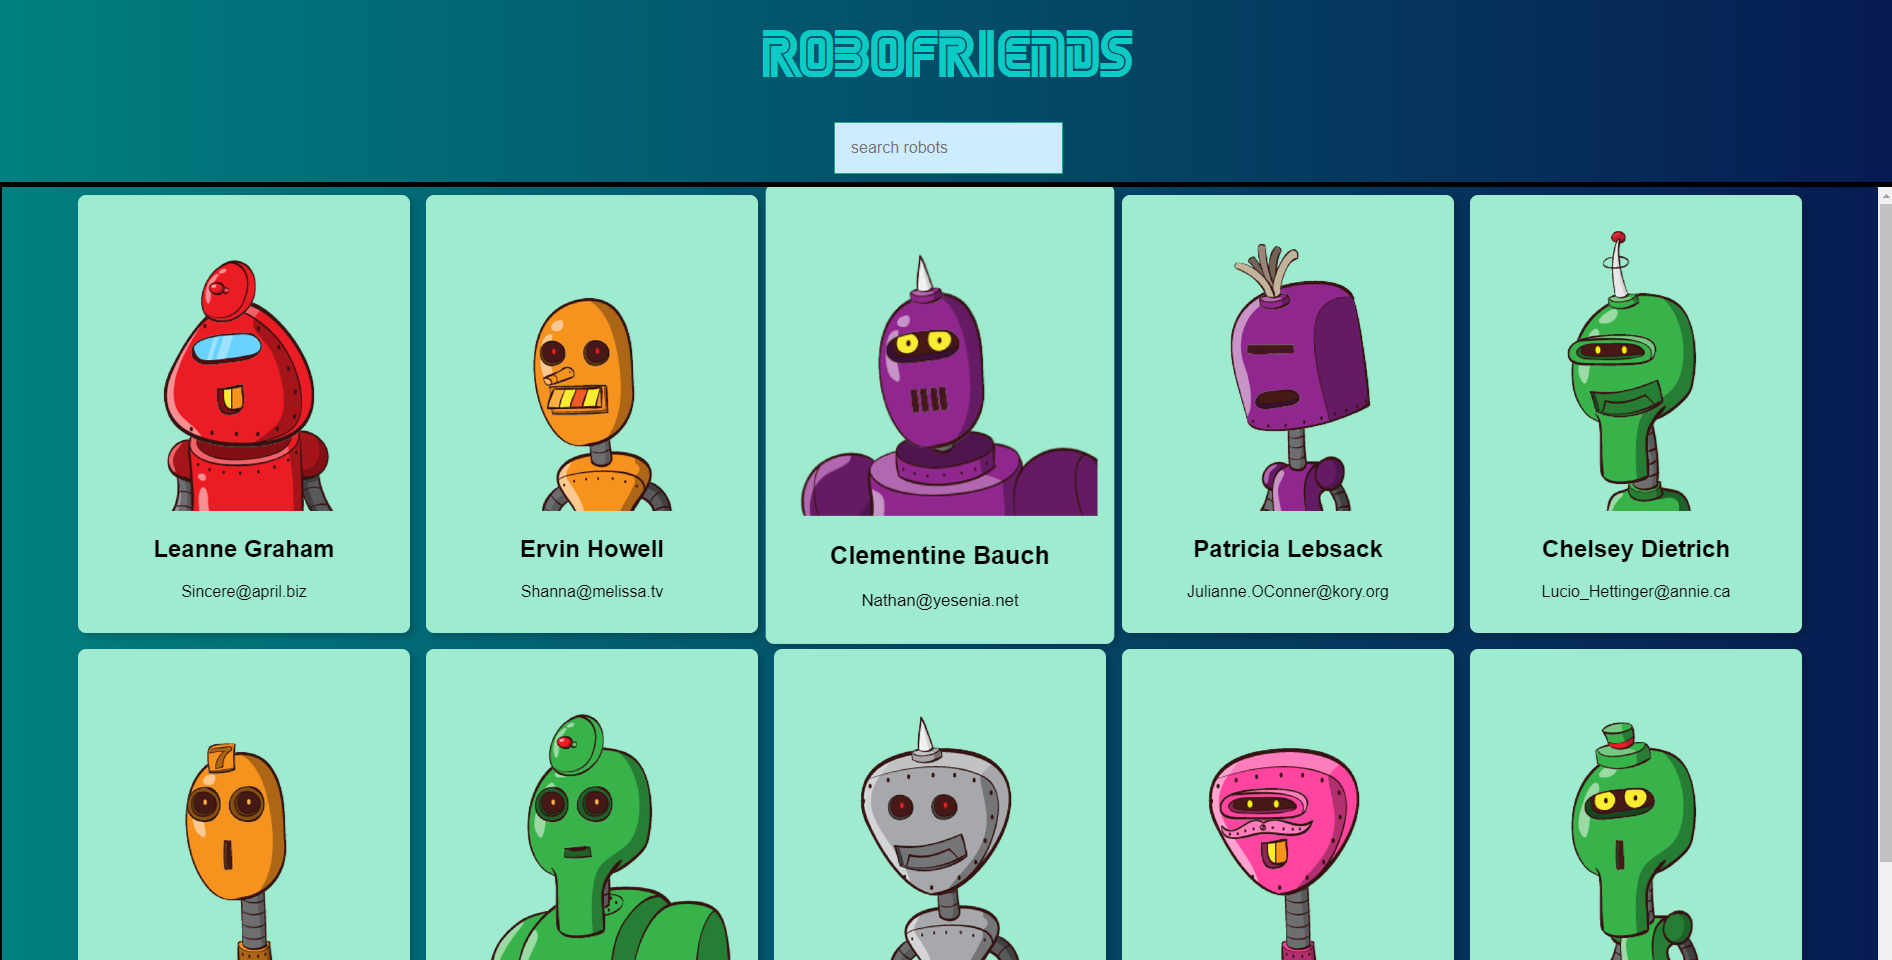 ROBOFRIENDS
search robots
Leanne Graham
Sincere@april.biz
Ervin Howell
Shanna@melissa.tv
Clementine Bauch
Nathan@yesenia.net
Patricia Lebsack
Julianne.OConner@kory.org
Chelsey Dietrich
Lucio_Hettinger@annie.ca
7